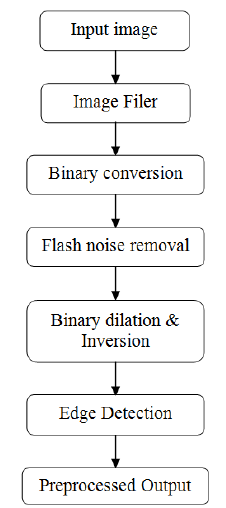 Input image
Image Filer
Binary conversion
Flash noise removal
Binary dilation &
Inversion
Edge Detection
Preprocessed Output